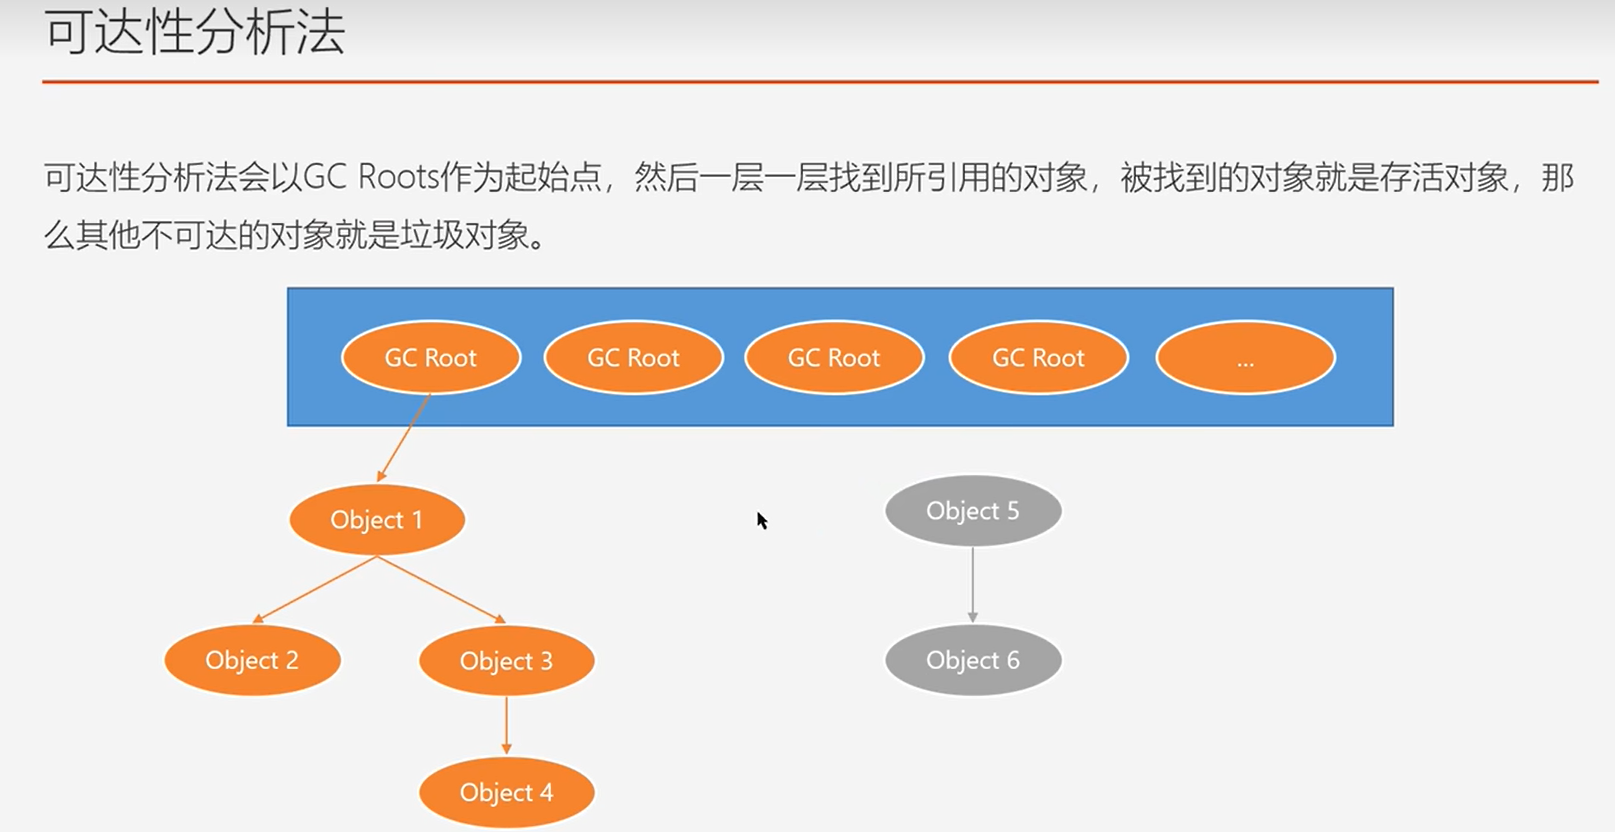 可达性分析法
可达性分析法会以GC Roots作为起始点，然后一层一层找到所引用的对象，被找到的对象就是存活对象，那
么其他不可达的对象就是垃圾对象。
GC Root GC Root GC Root GC Root ...
Object 1
Object 5
Object 2 Object 3
Object 6
Object 4